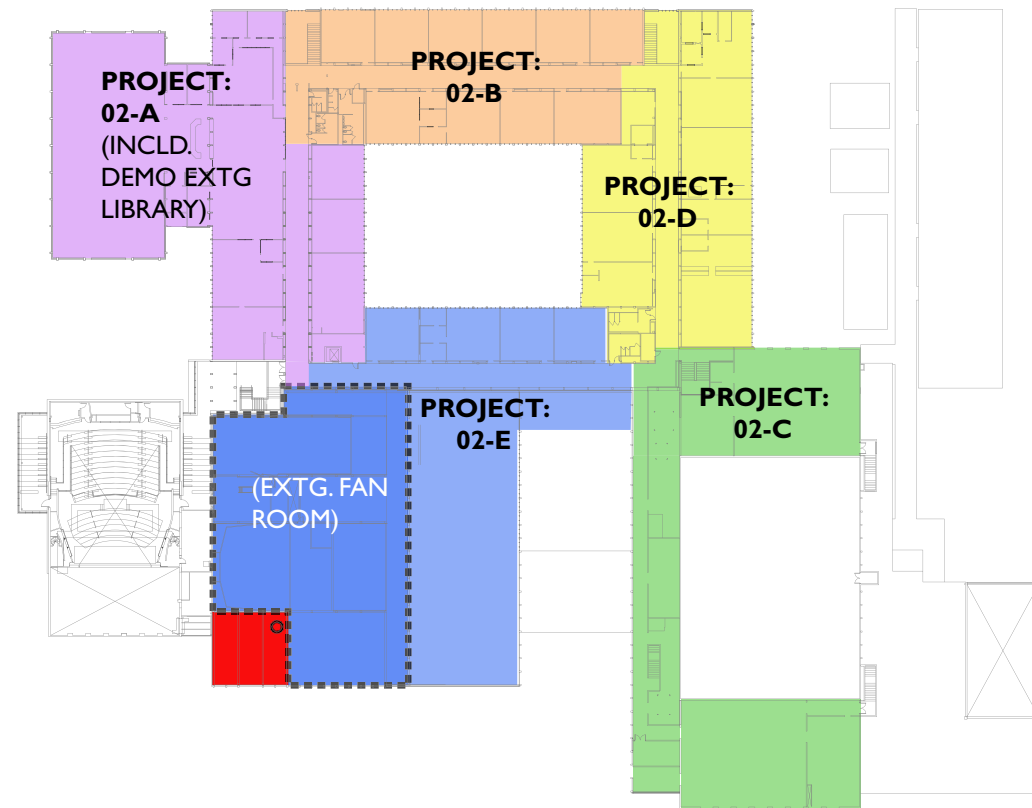 PROJECT:
02-A
(INCLD.
DEMO EXTG
LIBRARY)
PROJECT:
02-B
PROJECT:
02-D
PROJECT:
02-E
PROJECT:
02-C
(EXTG. FAN
ROOM)